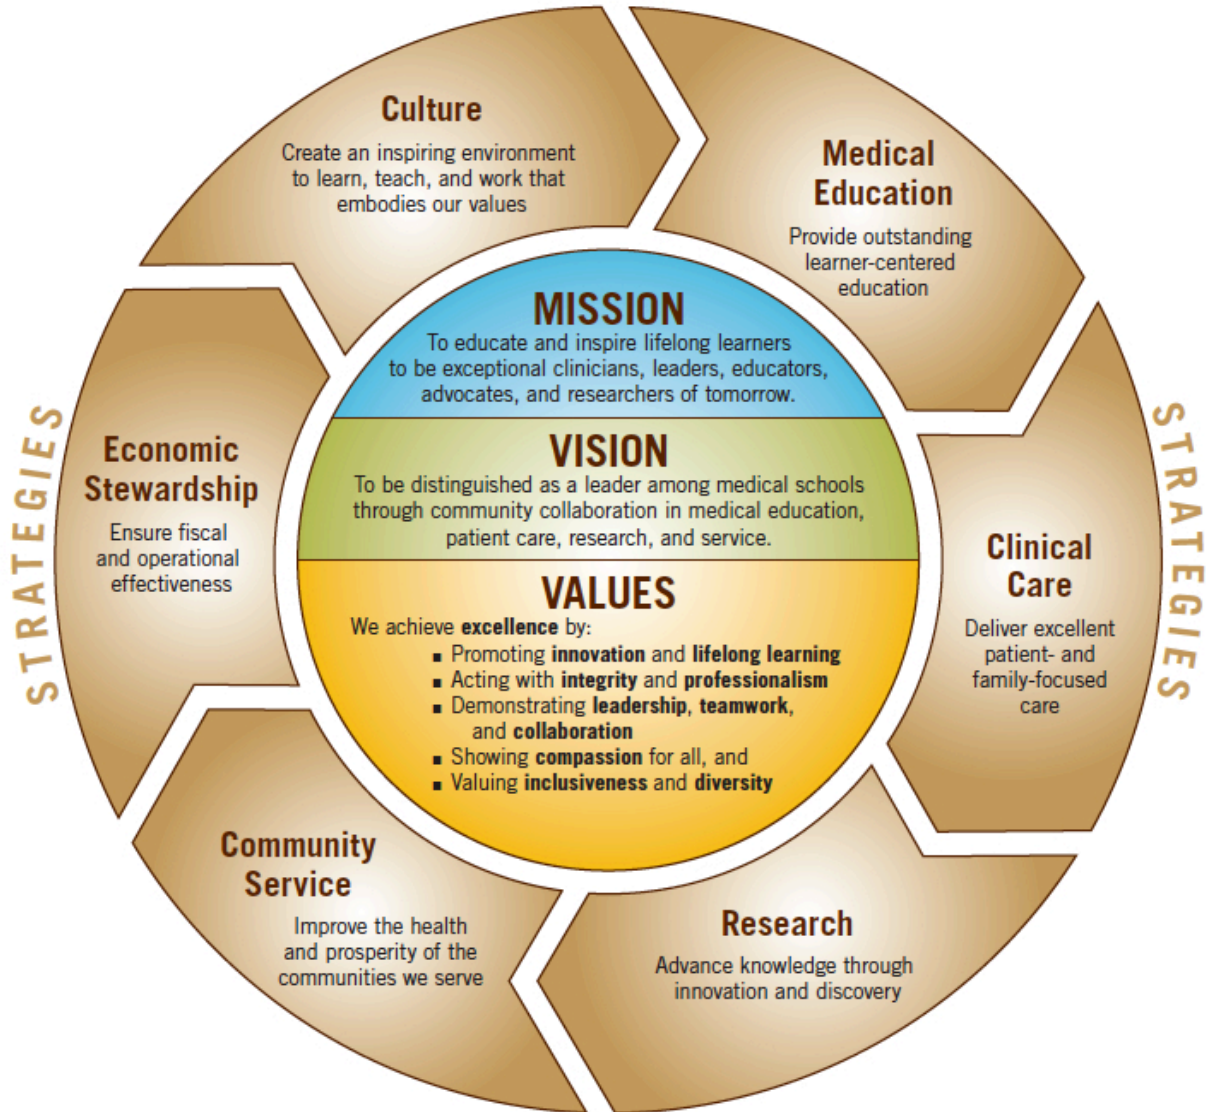 Culture
Create an inspiring environment
to learn, teach, and work that
embodies our values
Medical
Education
Provide outstanding
learner-centered
education
MISSION
To educate and inspire lifelong learners
to be exceptional clinicians, leaders, educators,
advocates, and researchers of tomorrow.
VISION
To be distinguished as a leader among medical schools
through community collaboration in medical education,
patient care, research, and service.
VALUES
We achieve excellence by:
▪ Promoting innovation and lifelong learning
▪ Acting with integrity and professionalism
▪ Demonstrating leadership, teamwork,
and collaboration
▪ Showing compassion for all, and
▪ Valuing inclusiveness and diversity
STRATEGIES
Economic
Stewardship
Ensure fiscal
and operational
effectiveness
STRATEGIES
Clinical
Care
Deliver excellent
patient- and
family-focused
care
Community
Service
Improve the health
and prosperity of the
communities we serve
Research
Advance knowledge through
innovation and discovery